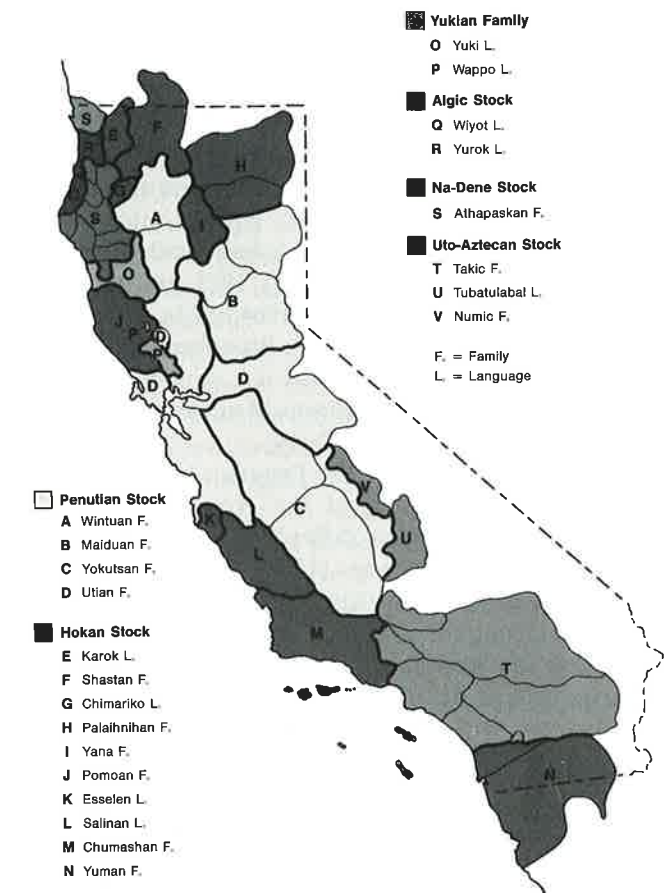 Yukian Family
O Yuki L.
P Wappo L.
Algic Stock
Q Wiyot L.
R Yurok L.
Na-Dene Stock
S Athapaskan F.
Uto-Aztecan Stock
T Takic F.
U Tubatulabal L.
V Numic F.
F. = Family
L. = Language
S
E
F
R
H
G
S
A
I
O
B
J
P
D
P
D
D
V
C
U
K
L
M
T
N
Penutian Stock
A Wintuan F.
B Maiduan F.
C Yokutsan F.
D Utian F.
Hokan Stock
E Karok L.
F Shastan F.
G Chimariko L.
H Palaihnihan F.
I Yana F.
J Pomoan F.
K Esselen L.
L Salinan L.
M Chumashan F.
N Yuman F.